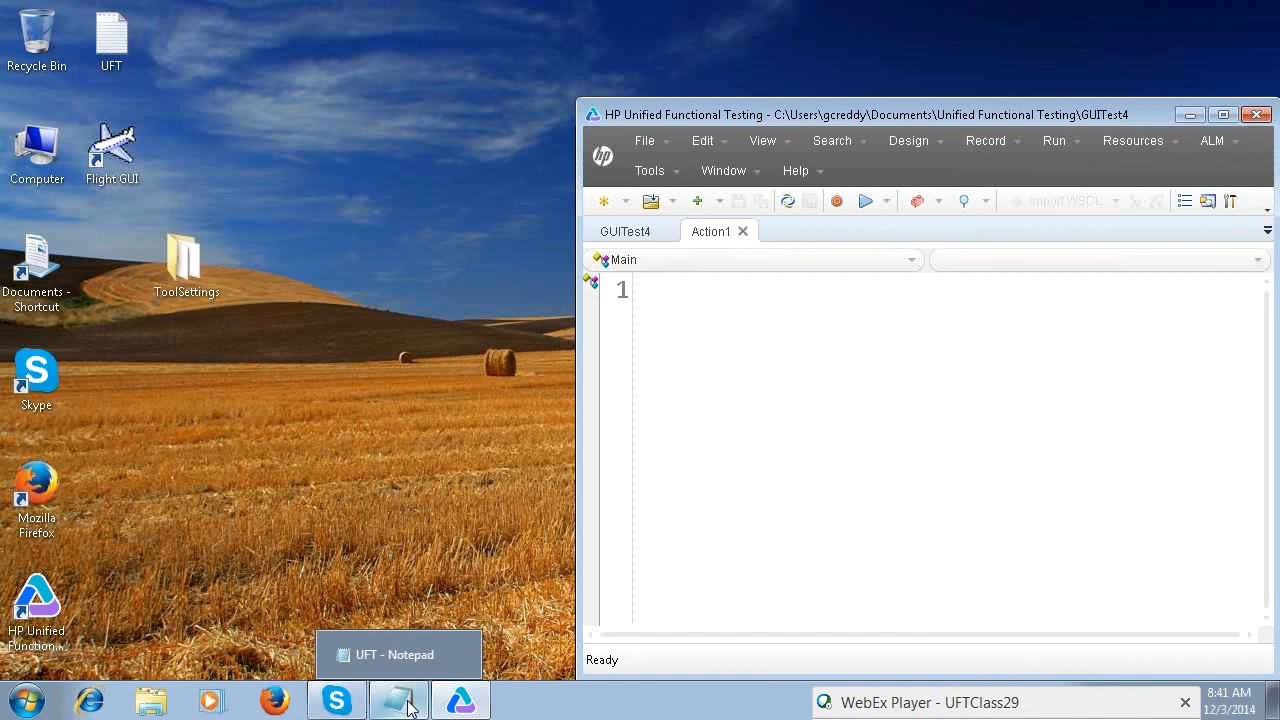 Recycle Bin
UFT
Computer
Flight GUI
Documents -
Shortcut
ToolSettings
Skype
Mozilla
Firefox
HP Unified
Function...
HP Unified Functional Testing - C:\Users\gcreddy\Documents\Unified Functional Testing\GUITest4
hp
File
Edit
View
Search
Design
Record
Run
Resources
ALM
Tools
Window
Help
Import WSDL
GUITest4
Action1
Main
1
Ready
UFT - Notepad
WebEx Player - UFTClass29
8:41 AM
12/3/2014